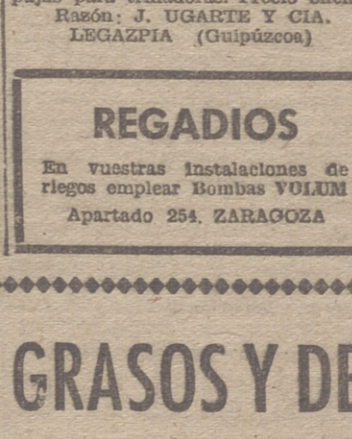 Razón: J. UGARTE Y CIA.
LEGAZPIA (Guipúzcoa)
REGADIOS
En vuestras instalaciones de
riegos emplear Bombas VOLUM
Apartado 254. ZARAGOZA
GRASOS Y DE